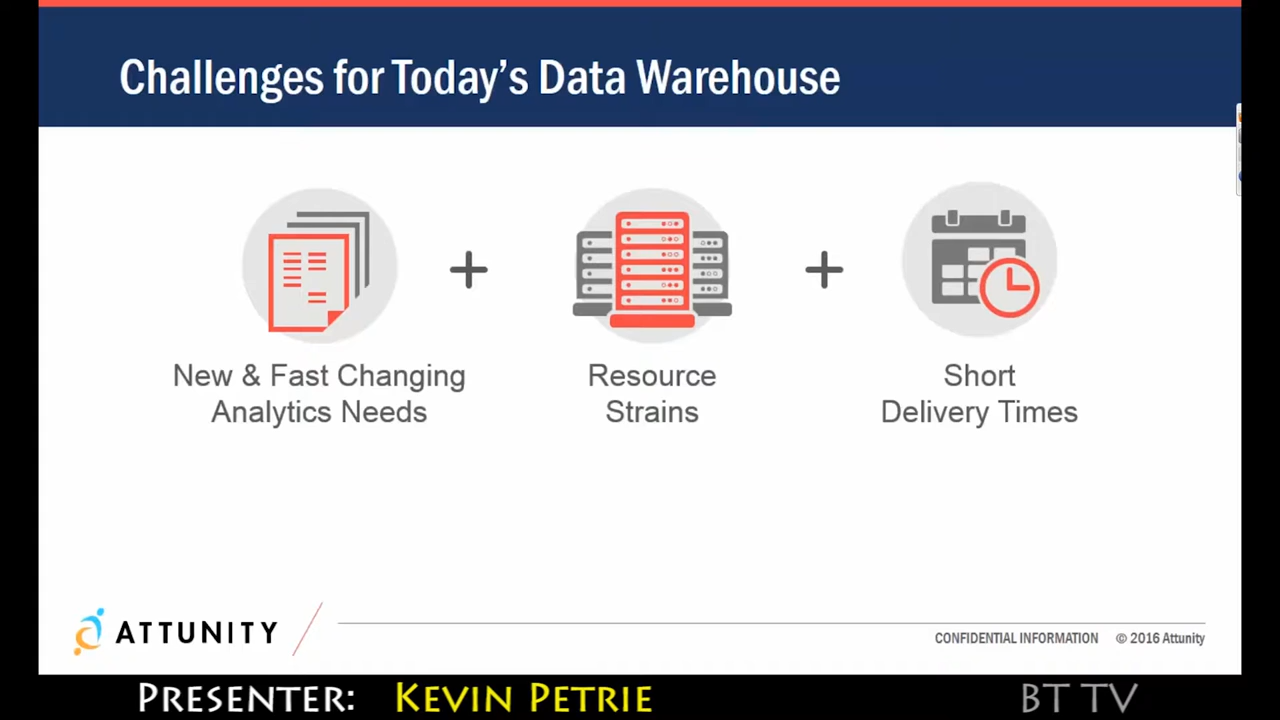 Challenges for Today's Data Warehouse
New & Fast Changing
Analytics Needs
Resource
Strains
Short
Delivery Times
ATTUNITY
CONFIDENTIAL INFORMATION © 2016 Attunity
PRESENTER: KEVIN PETRIE
BT TV